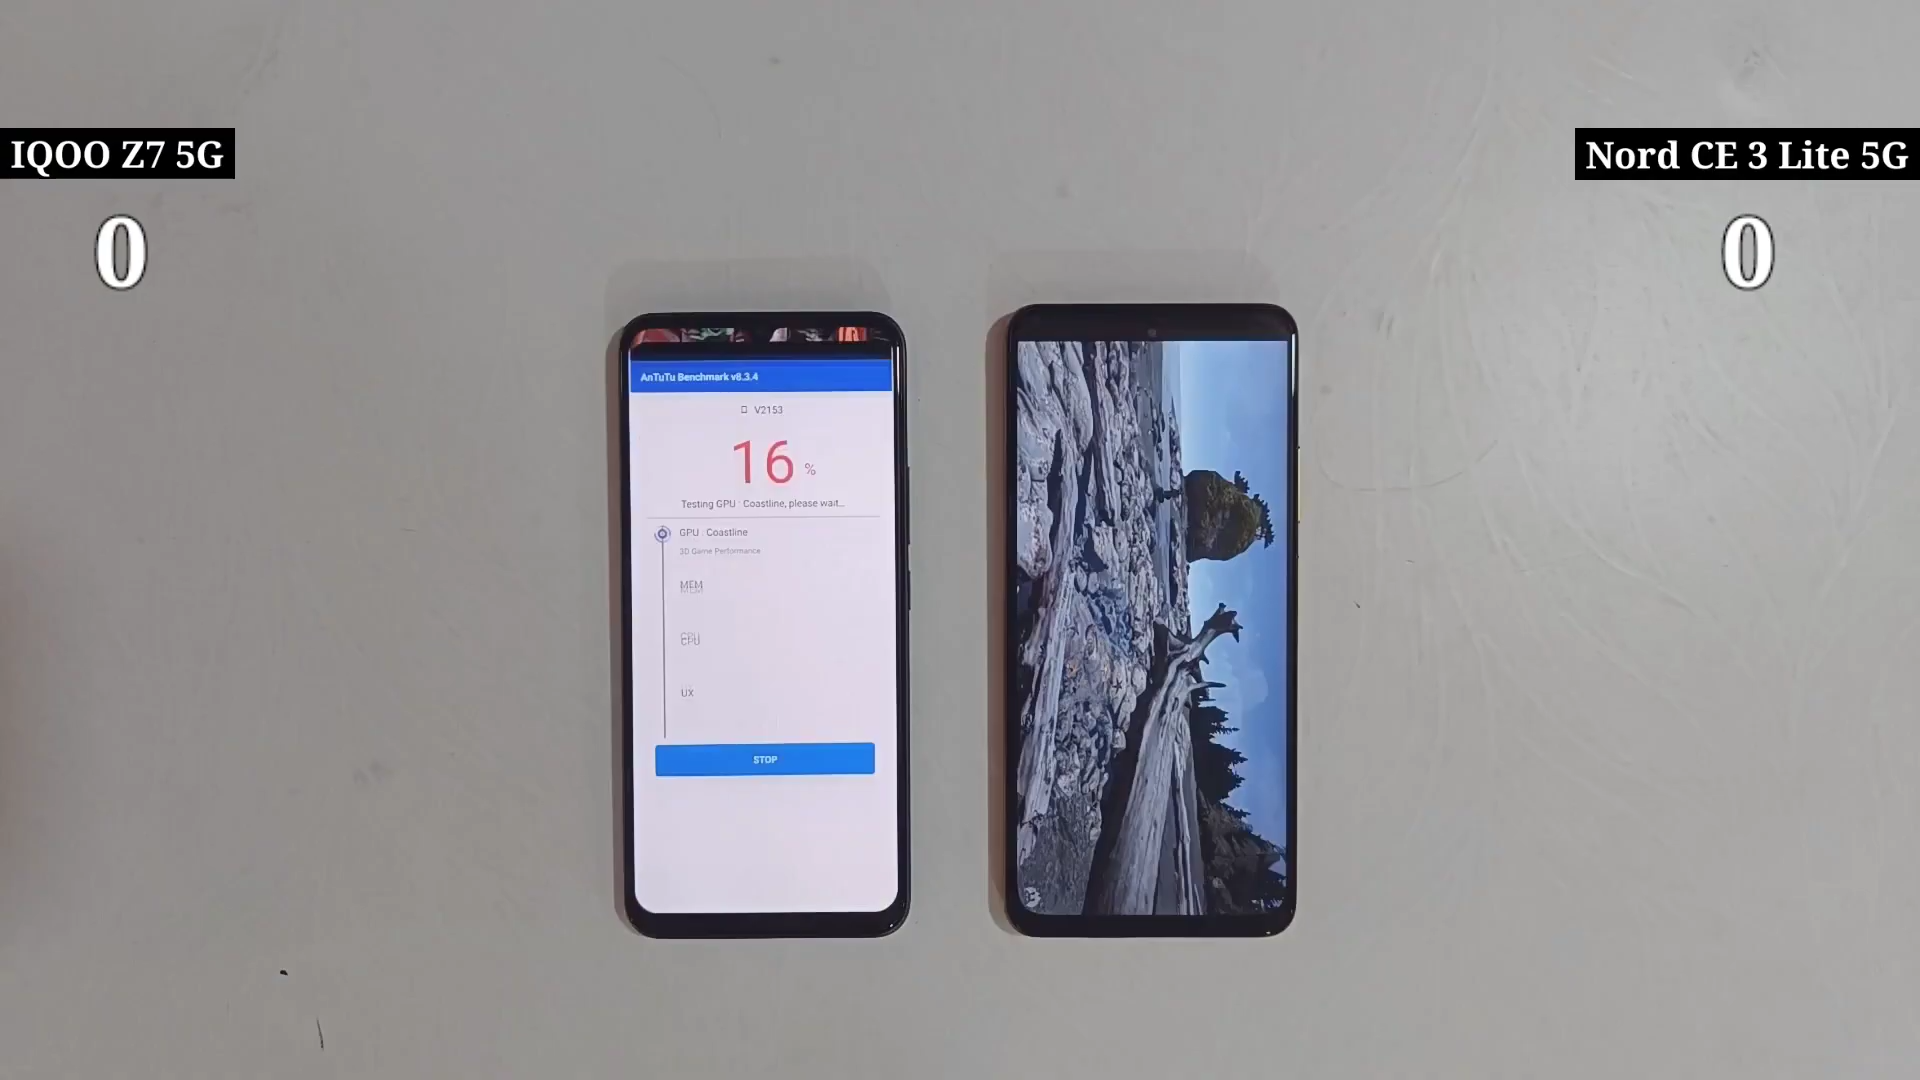 IQOO Z7 5G
0
Nord CE 3 Lite 5G
0
AnTuTu Benchmark v8.3.4
V2153
16 %
Testing GPU : Coastline, please wait...
GPU : Coastline
3D Game Performance
MEM
CPU
UX
STOP